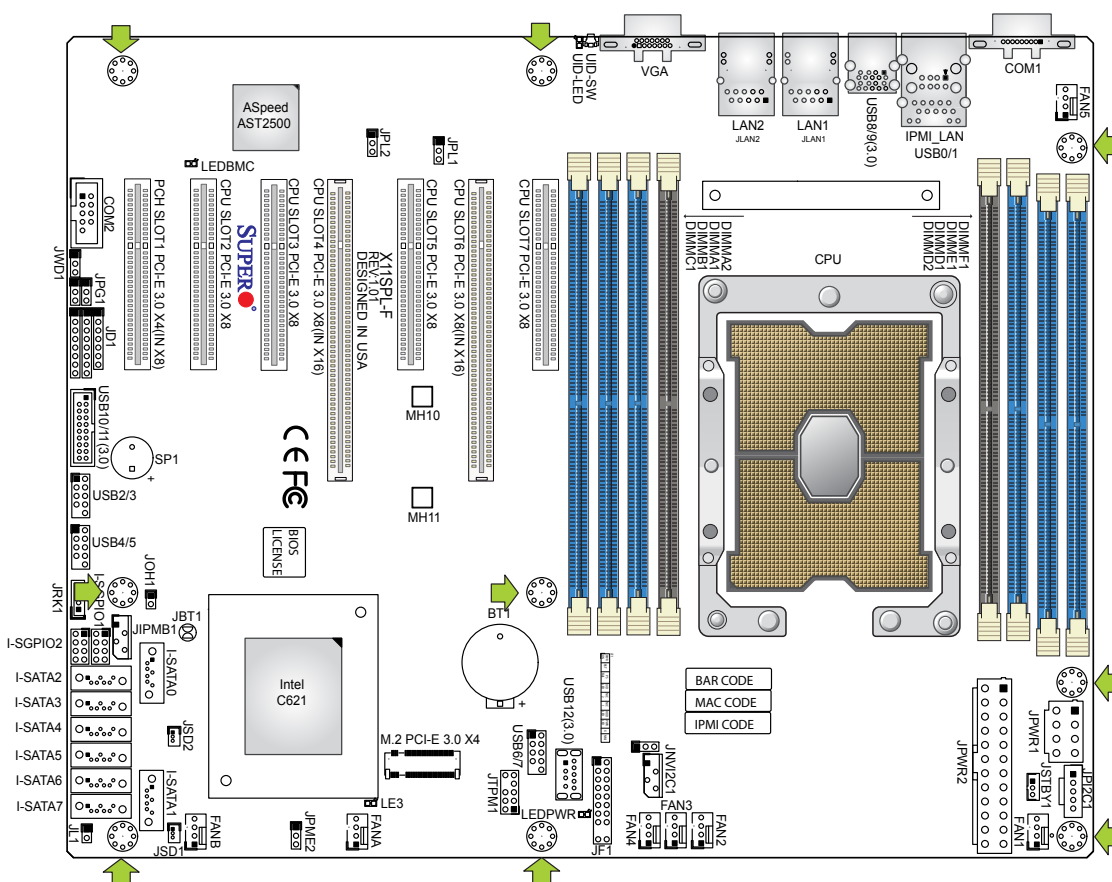 UID-LED
UID-SW
VGA
LAN2
JLAN2
LAN1
JLAN1
USB8/9(3.0)
IPMI_LAN
USB0/1
COM1
FAN5
ASpeed
AST2500
JPL2
JPL1
LEDBMC
COM2
PCH SLOT1 PCI-E 3.0 X4(IN X8)
CPU SLOT2 PCI-E 3.0 X8
SUPER
CPU SLOT3 PCI-E 3.0 X8
CPU SLOT4 PCI-E 3.0 X8(IN X16)
X11SPL-F
REV:1.01
DESIGNED IN USA
CPU SLOT5 PCI-E 3.0 X8
CPU SLOT6 PCI-E 3.0 X8(IN X16)
CPU SLOT7 PCI-E 3.0 X8
DIMMA2
DIMMA1
DIMMB1
DIMMC1
CPU
DIMMF1
DIMME1
DIMMD1
DIMMD2
JWD1
JPG1
JD1
USB10/11(3.0)
MH10
SP1
+
CE FC
USB2/3
MH11
USB4/5
BIOS
LICENSE
JRK1
I-SGPIO1
JOH1
JBT1
JIPMB1
BT1
I-SGPIO2
I-SATA2
I-SATA3
I-SATA4
I-SATA5
I-SATA6
I-SATA7
I-SATA0
I-SATA1
Intel
C621
JSD2
+
USB12(3.0)
BAR CODE
MAC CODE
IPMI CODE
M.2 PCI-E 3.0 X4
USB6/7
JTPM1
JNVI2C1
JPWR2
JPWR1
JSTBY1
JPI2C1
LE3
LEDPWR
JL1
JSD1
FANB
JPME2
FANA
JF1
FAN4
FAN3
FAN2
FAN1